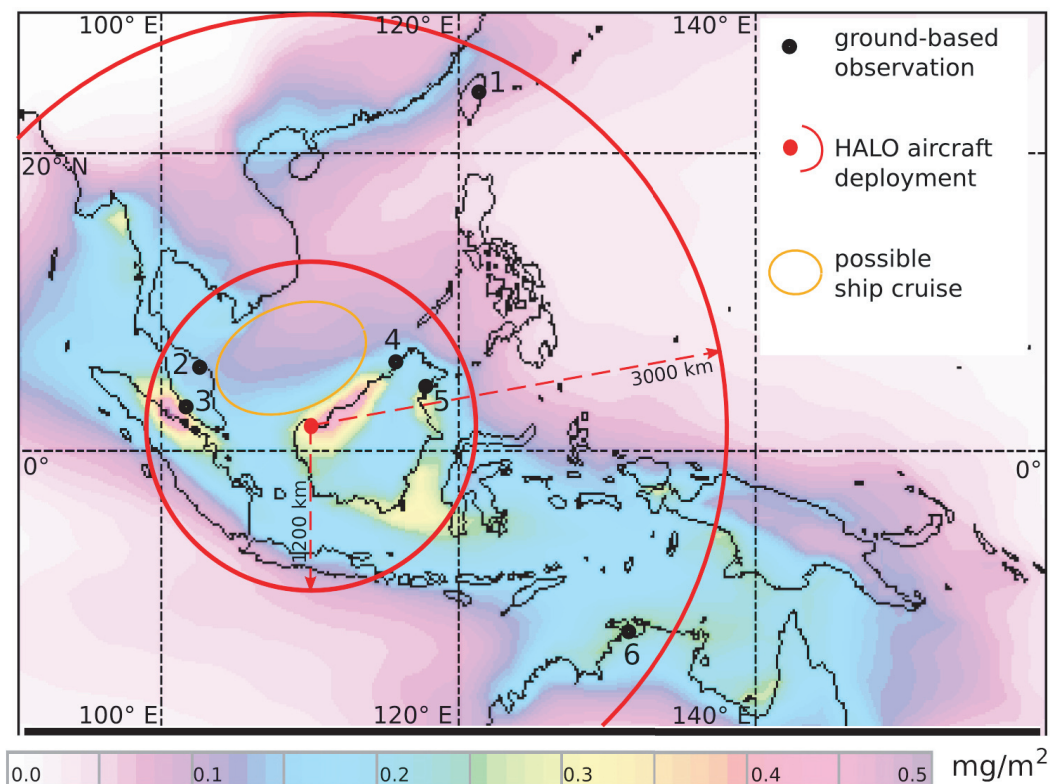 100° E
120° E
140° E
ground-based
observation
1
20° N
HALO aircraft
deployment
possible
ship cruise
4
2
3000 km
5
3
0°
0°
1200 km
6
100° E
120° E
140° E
0.0
0.1
0.2
0.3
0.4
0.5
mg/m²